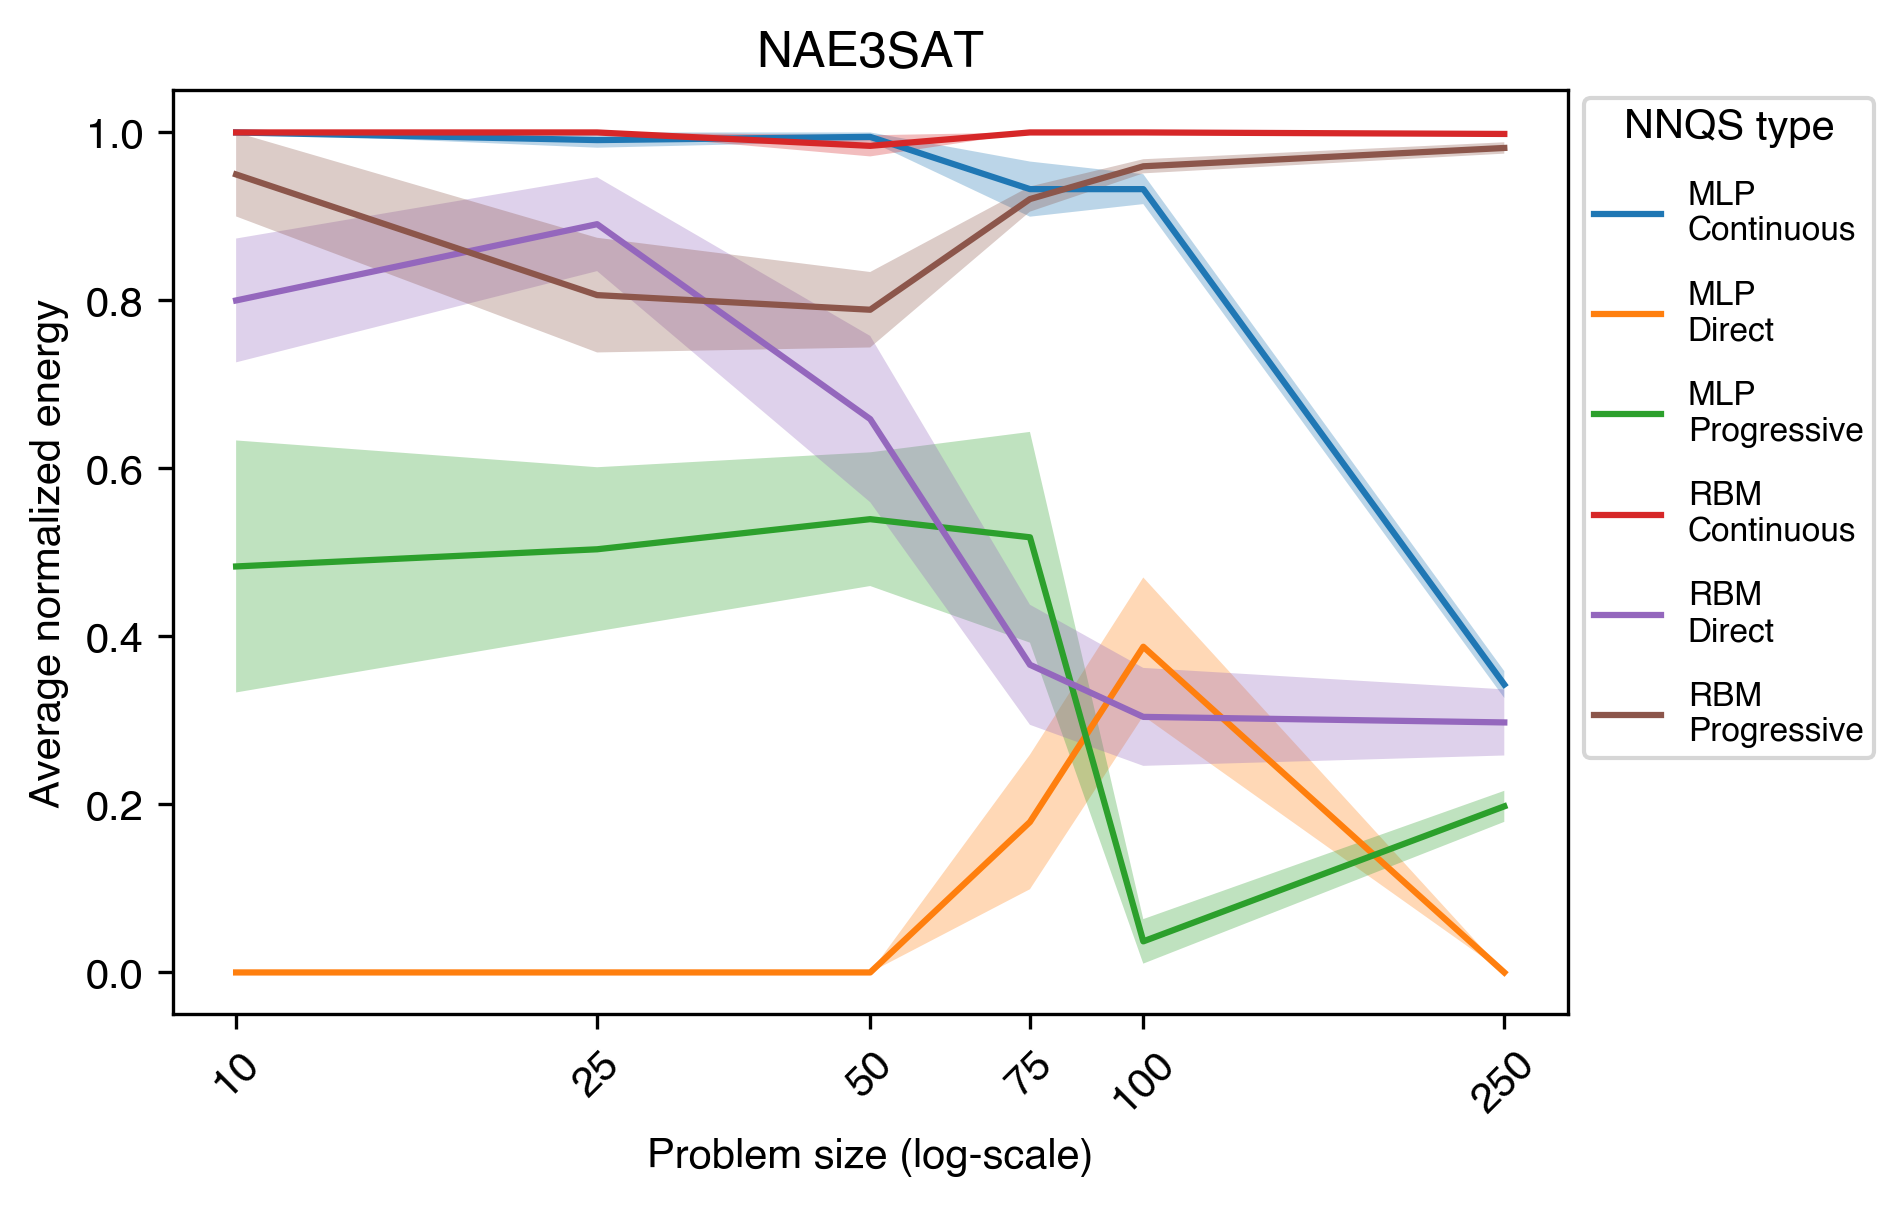 NAE3SAT
Average normalized energy
1.0
0.8
0.6
0.4
0.2
0.0
10
25
50
75
100
250
Problem size (log-scale)
NNQS type
MLP
Continuous
MLP
Direct
MLP
Progressive
RBM
Continuous
RBM
Direct
RBM
Progressive